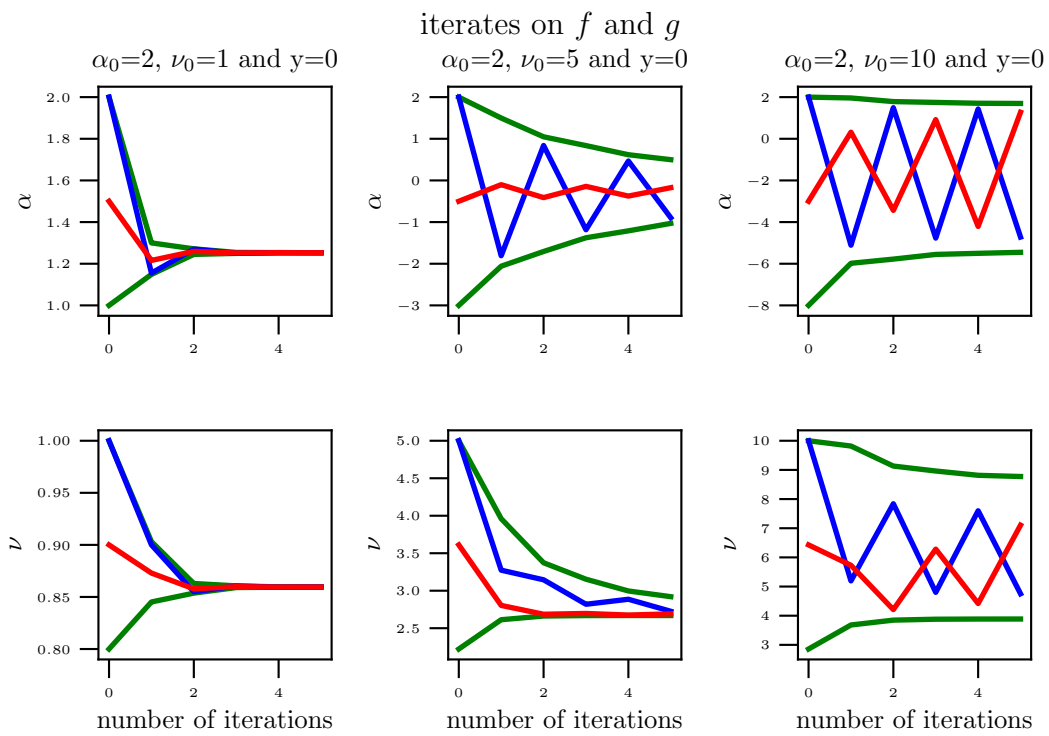 iterates on f and g
α₀=2, ν₀=1 and y=0
α₀=2, ν₀=5 and y=0
α₀=2, ν₀=10 and y=0
α
2.0
1.8
1.6
1.4
1.2
1.0
0 2 4
α
2
1
0
−1
−2
−3
0 2 4
α
2
0
−2
−4
−6
−8
0 2 4
ν
1.00
0.95
0.90
0.85
0.80
0 2 4
number of iterations
ν
5.0
4.5
4.0
3.5
3.0
2.5
0 2 4
number of iterations
ν
10
9
8
7
6
5
4
3
0 2 4
number of iterations